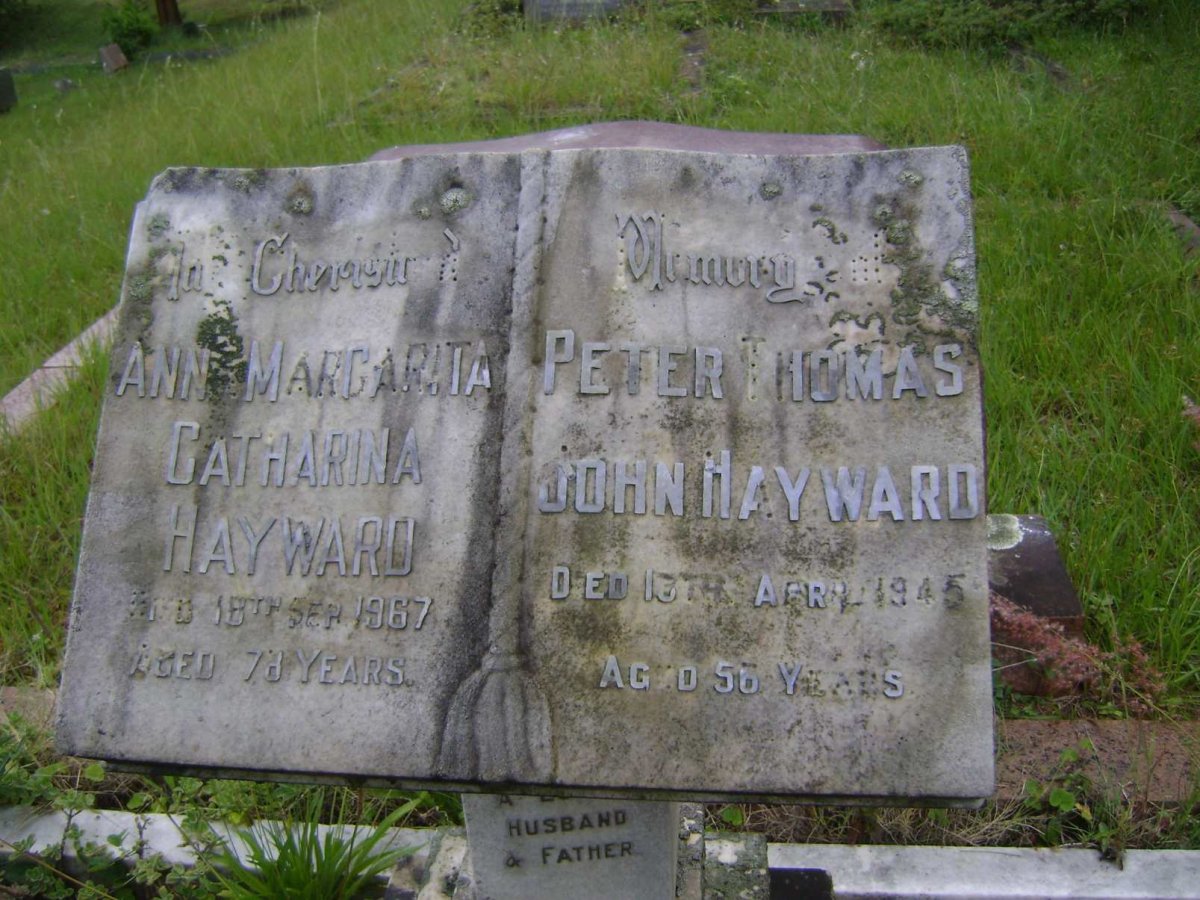 In Cherish
ANN MARGARITA
CATHARINA
HAYWARD
DIED 18TH SEP 1967
AGED 78 YEARS.
Memory
PETER THOMAS
JOHN HAYWARD
DIED 13TH APRIL 1945
AGED 56 YEARS
A
HUSBAND
& FATHER